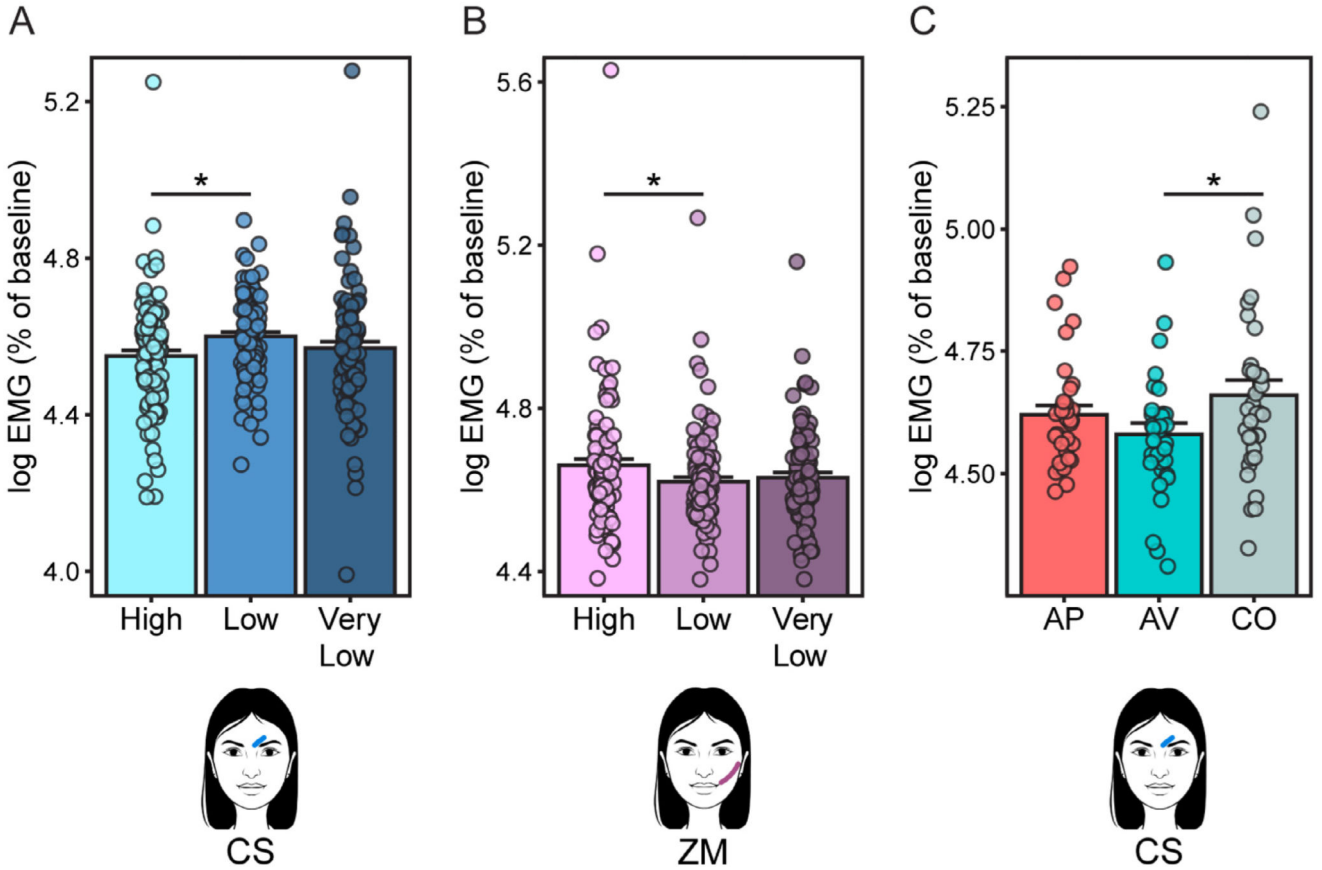 A
log EMG (% of baseline)
5.2
4.8
4.4
4.0
*
High
Low
Very
Low
CS
B
log EMG (% of baseline)
5.6
5.2
4.8
4.4
*
High
Low
Very
Low
ZM
C
log EMG (% of baseline)
5.25
5.00
4.75
4.50
*
AP
AV
CO
CS